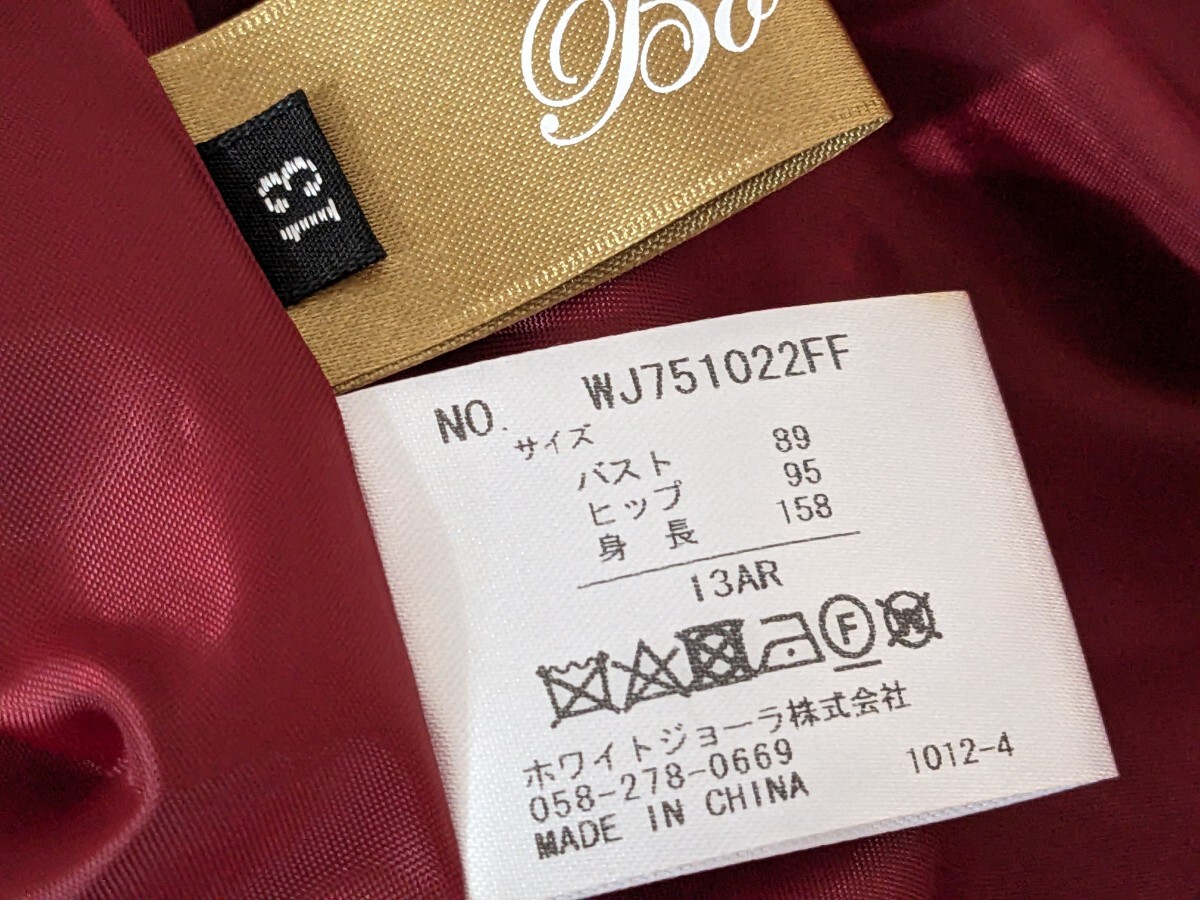 Bo
13
NO. WJ751022FF
サイズ
バスト 89
ヒップ 95
身長 158
13AR
F W
ホワイトジョーラ株式会社
058-278-0669 1012-4
MADE IN CHINA